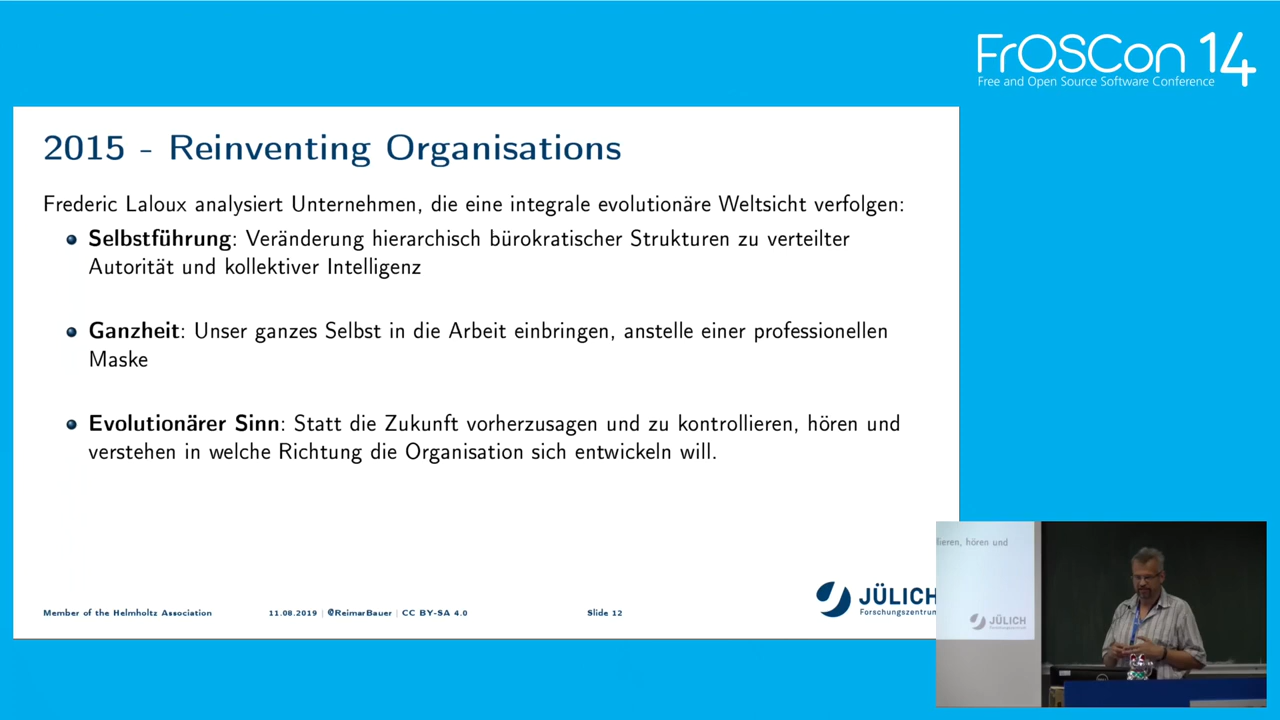 FrOSCon 14
Free and Open Source Software Conference
2015 - Reinventing Organisations
Frederic Laloux analysiert Unternehmen, die eine integrale evolutionäre Weltsicht verfolgen:
Selbstführung: Veränderung hierarchisch bürokratischer Strukturen zu verteilter
Autorität und kollektiver Intelligenz
Ganzheit: Unser ganzes Selbst in die Arbeit einbringen, anstelle einer professionellen
Maske
Evolutionärer Sinn: Statt die Zukunft vorherzusagen und zu kontrollieren, hören und
verstehen in welche Richtung die Organisation sich entwickeln will.
lieren, hören und
JÜLICH
Forschungszentrum
JÜLICH
Member of the Helmholtz Association 11.08.2019 | @ReimarBauer | CC BY-SA 4.0 Slide 12